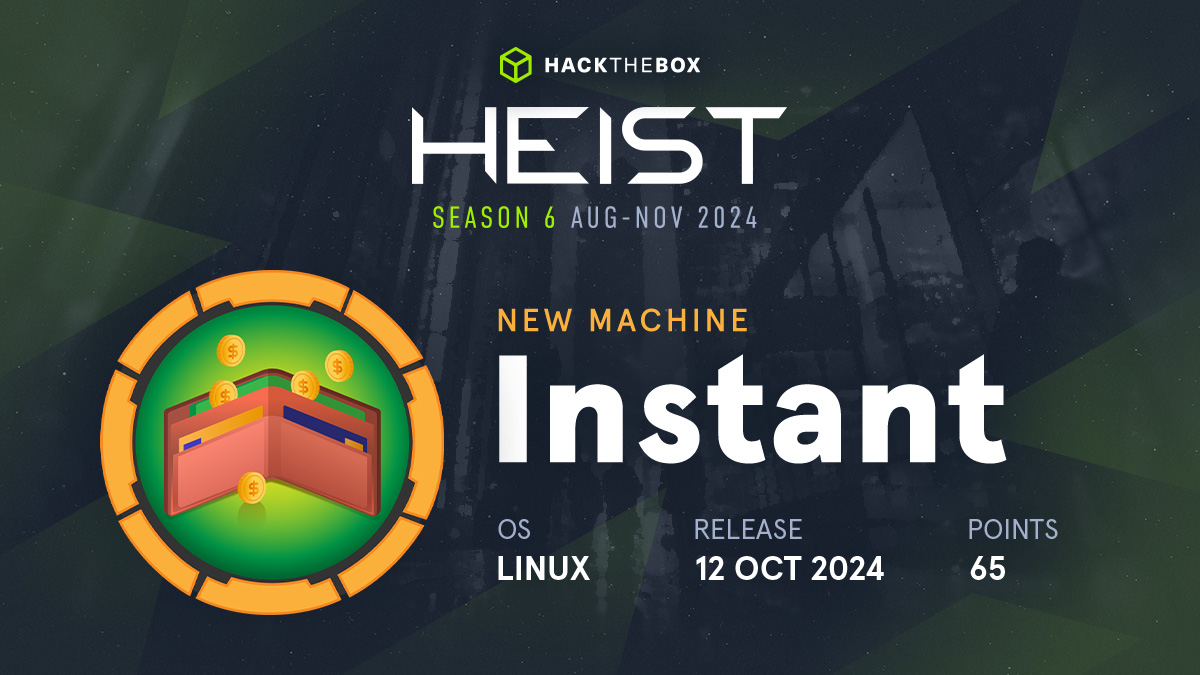 HACKTHEBOX
HEIST
SEASON 6 AUG-NOV 2024
NEW MACHINE
Instant
OS
LINUX
RELEASE
12 OCT 2024
POINTS
65
$
$
$
$
$